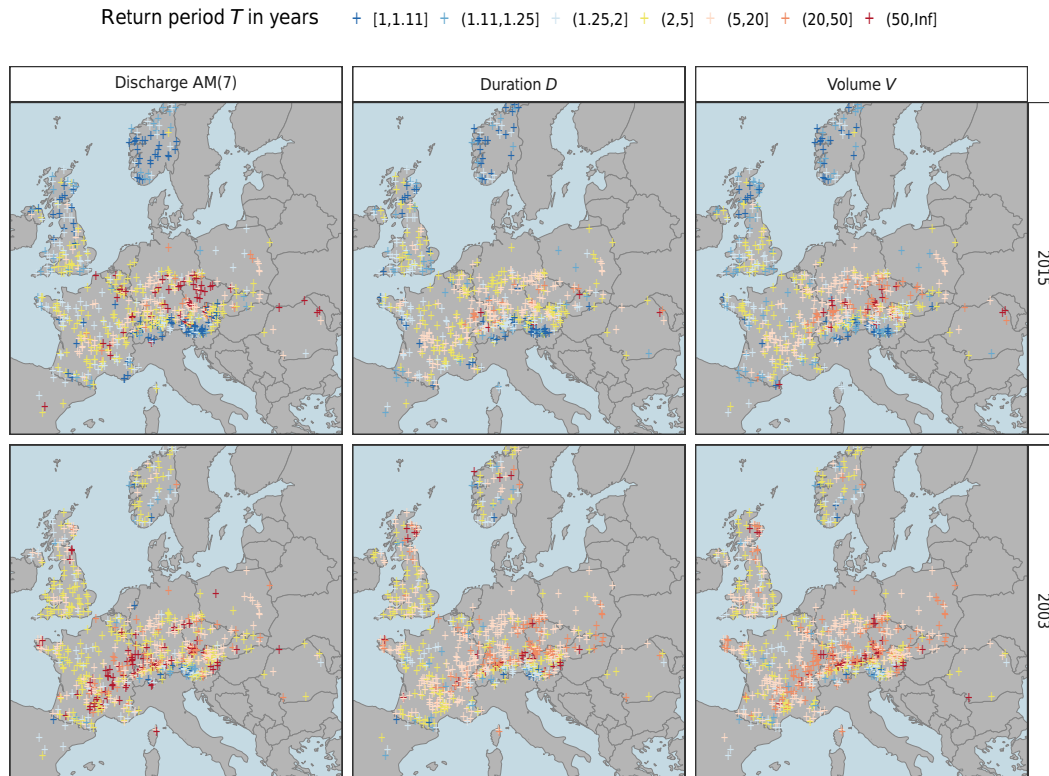 Return period T in years [1,1.11] (1.11,1.25] (1.25,2] (2,5] (5,20] (20,50] (50,Inf]
Discharge AM(7) Duration D Volume V
2015
2003